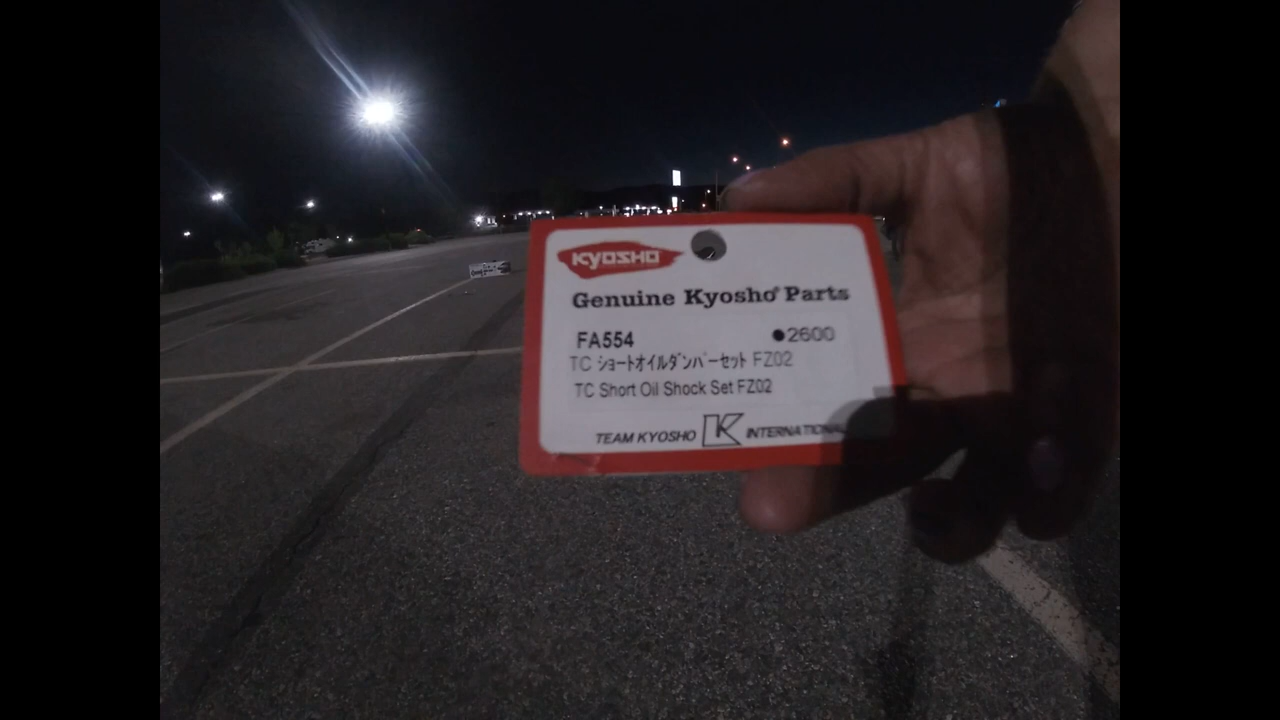 KYOSHO
Genuine Kyosho® Parts
FA554 ●2600
TC ショートオイルダンパーセット FZ02
TC Short Oil Shock Set FZ02
TEAM KYOSHO K INTERNATIONAL